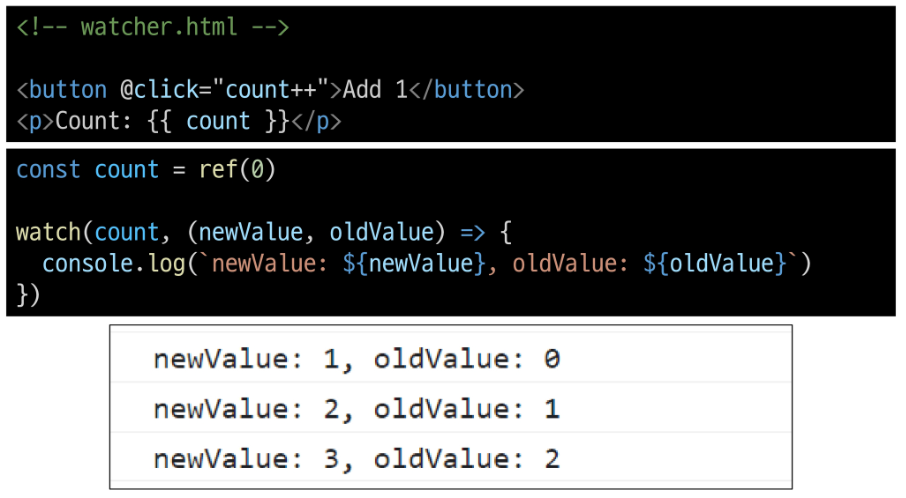 <!-- watcher.html -->
<button @click="count++">Add 1</button>
<p>Count: {{ count }}</p>
const count = ref(0)
watch(count, (newValue, oldValue) => {
  console.log(`newValue: ${newValue}, oldValue: ${oldValue}`)
})
newValue: 1, oldValue: 0
newValue: 2, oldValue: 1
newValue: 3, oldValue: 2